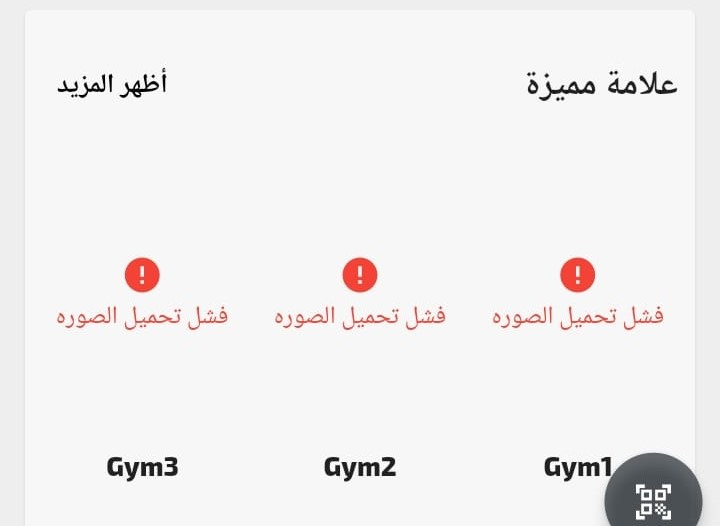 علامة مميزة
أظهر المزيد
فشل تحميل الصوره
فشل تحميل الصوره
فشل تحميل الصوره
Gym1
Gym2
Gym3